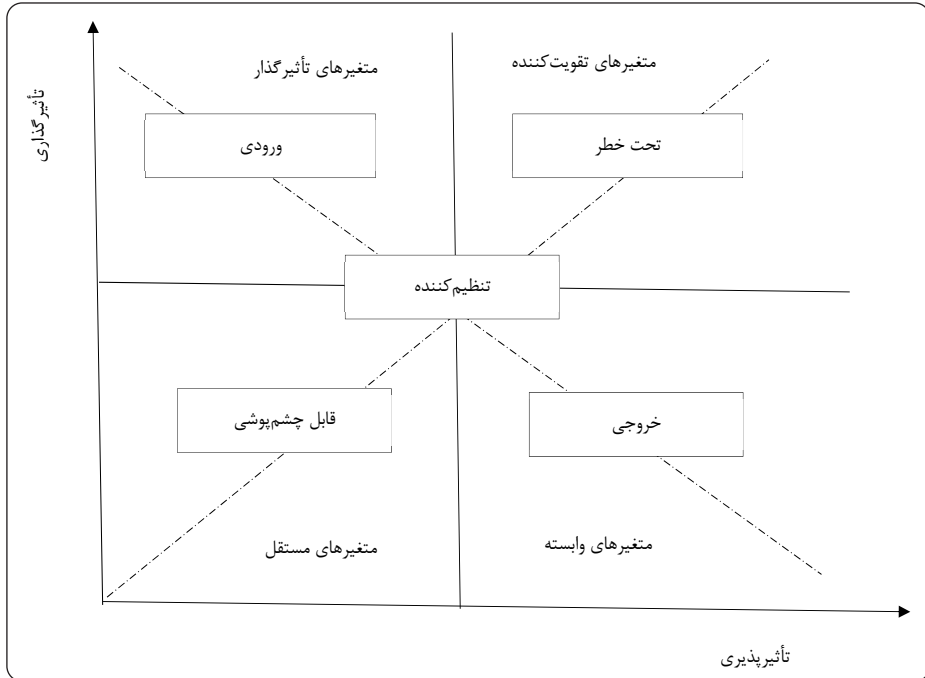 متغیرهای تقویت‌کننده
متغیرهای تأثیرگذار
تأثیرگذاری
تحت خطر
ورودی
تنظیم‌کننده
خروجی
قابل چشم‌پوشی
متغیرهای وابسته
متغیرهای مستقل
تأثیرپذیری